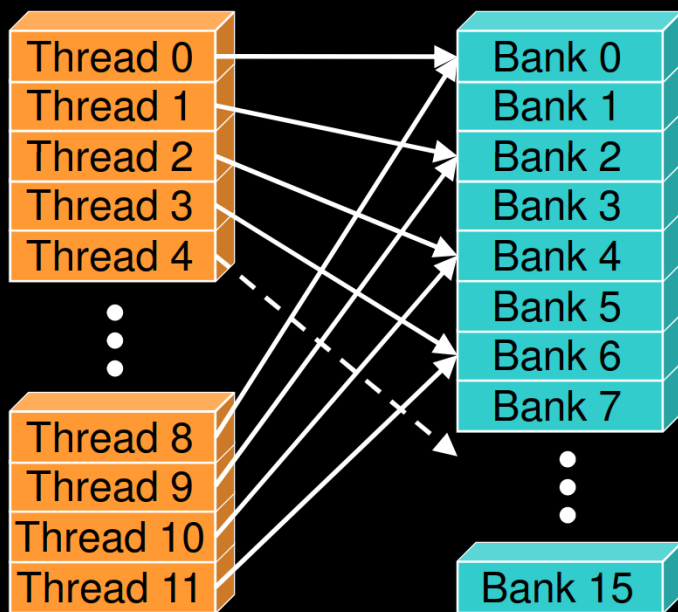 Thread 0
Thread 1
Thread 2
Thread 3
Thread 4
Thread 8
Thread 9
Thread 10
Thread 11
Bank 0
Bank 1
Bank 2
Bank 3
Bank 4
Bank 5
Bank 6
Bank 7
Bank 15